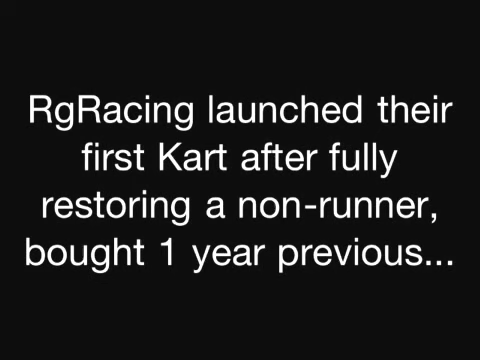 RgRacing launched their
first Kart after fully
restoring a non-runner,
bought 1 year previous...